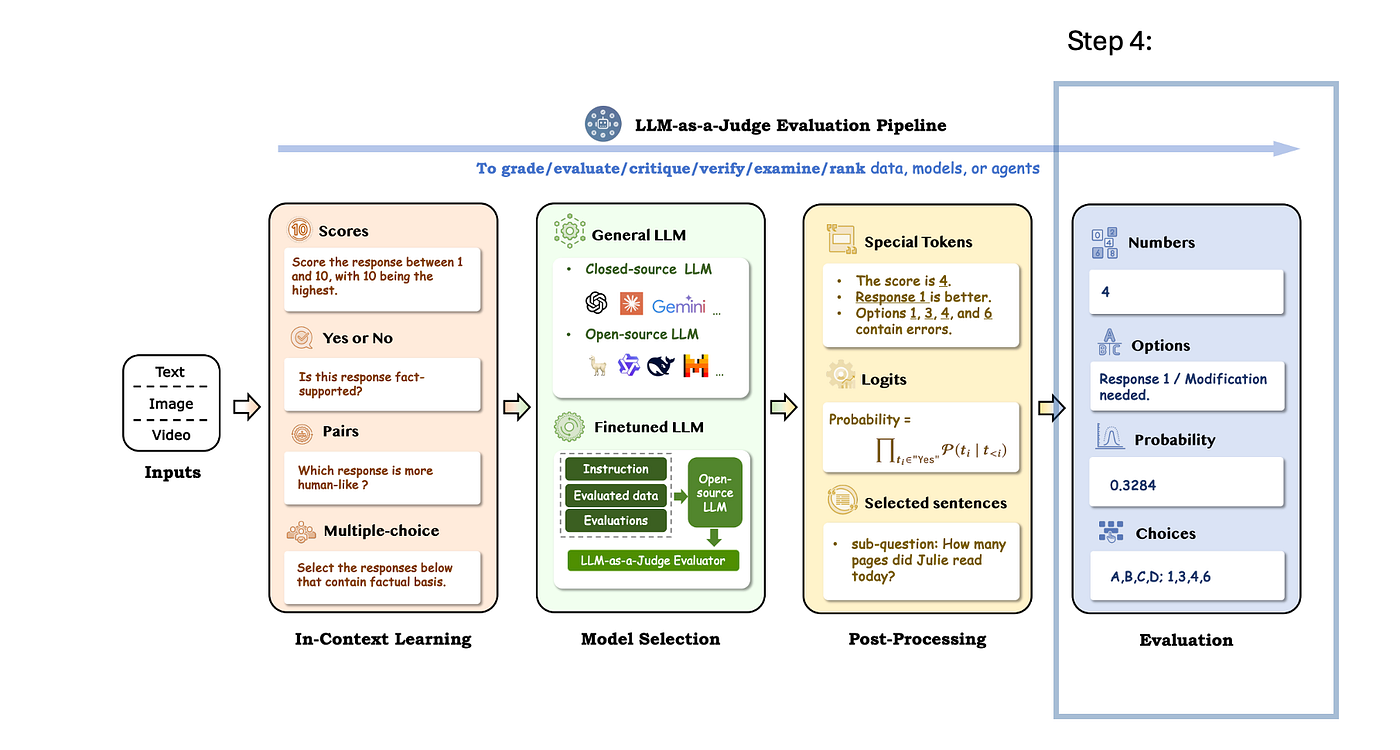 Step 4:
LLM-as-a-Judge Evaluation Pipeline
To grade/evaluate/critique/verify/examine/rank data, models, or agents
Text
Image
Video
Inputs
10 Scores
Score the response between 1
and 10, with 10 being the
highest.
Yes or No
Is this response fact-
supported?
Pairs
Which response is more
human-like ?
Multiple-choice
Select the responses below
that contain factual basis.
In-Context Learning
General LLM
• Closed-source LLM
Gemini ...
• Open-source LLM
...
Finetuned LLM
Instruction
Evaluated data
Evaluations
Open-
source
LLM
LLM-as-a-Judge Evaluator
Model Selection
Special Tokens
• The score is 4.
• Response 1 is better.
• Options 1, 3, 4, and 6
contain errors.
Logits
Probability =
∏ tᵢ∈"Yes" P(tᵢ | t<ᵢ)
Selected sentences
• sub-question: How many
pages did Julie read
today?
Post-Processing
0 2
4
6 8
Numbers
4
A
B C
Options
Response 1 / Modification
needed.
Probability
0.3284
Choices
A,B,C,D; 1,3,4,6
Evaluation